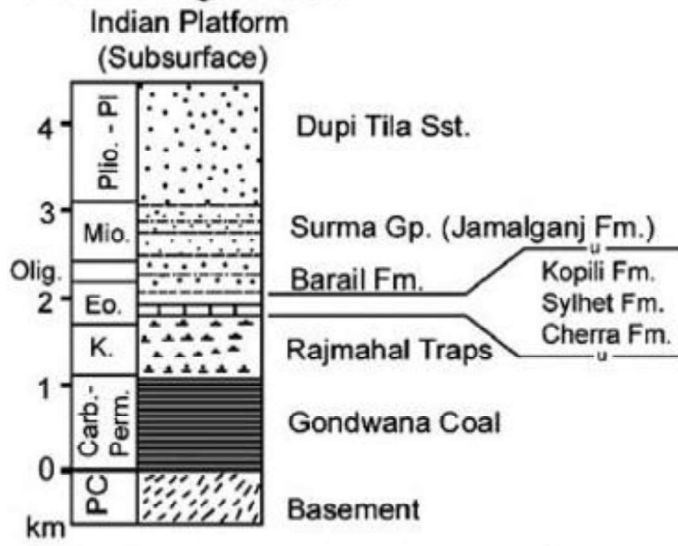 Indian Platform
(Subsurface)
4
Plio. - Pl
Dupi Tila Sst.
3
Mio.
Surma Gp. (Jamalganj Fm.)
u
Olig.
Barail Fm.
Kopili Fm.
2
Eo.
Sylhet Fm.
Cherra Fm.
K.
Rajmahal Traps
u
1
Carb.-
Perm.
Gondwana Coal
0
PC
Basement
km